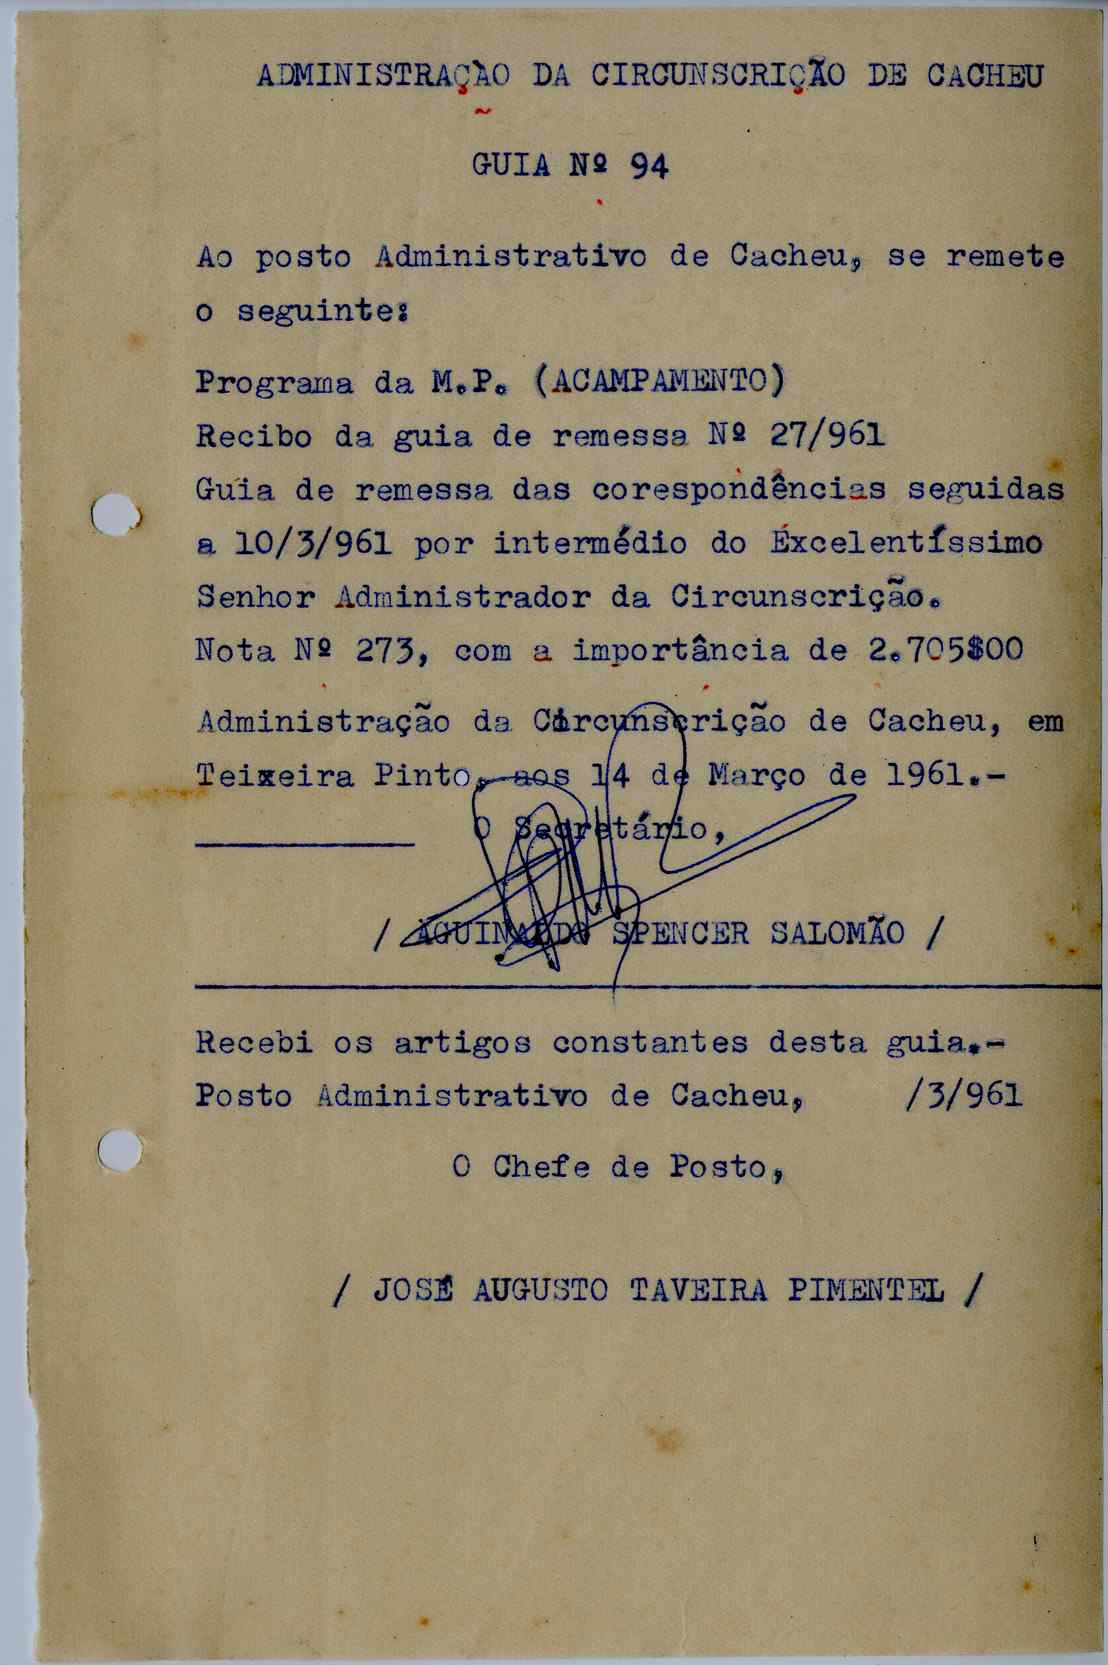 ADMINISTRAÇÀO DA CIRCUNSCRIÇÃO DE CACHEU
GUIA Nº 94
Ao posto Administrativo de Cacheu, se remete
o seguinte:
Programa da M.P. (ACAMPAMENTO)
Recibo da guia de remessa Nº 27/961
Guia de remessa das corespondências seguidas
a 10/3/961 por intermédio do Éxcelentíssimo
Senhor Administrador da Circunscrição.
Nota Nº 273, com a importância de 2.705$00
Administração da Circunscrição de Cacheu, em
Teixeira Pinto, aos 14 de Março de 1961.-
O Secretário,
/ AGUINALDO SPENCER SALOMÃO /
Recebi os artigos constantes desta guia.-
Posto Administrativo de Cacheu, /3/961
O Chefe de Posto,
/ JOSÉ AUGUSTO TAVEIRA PIMENTEL /